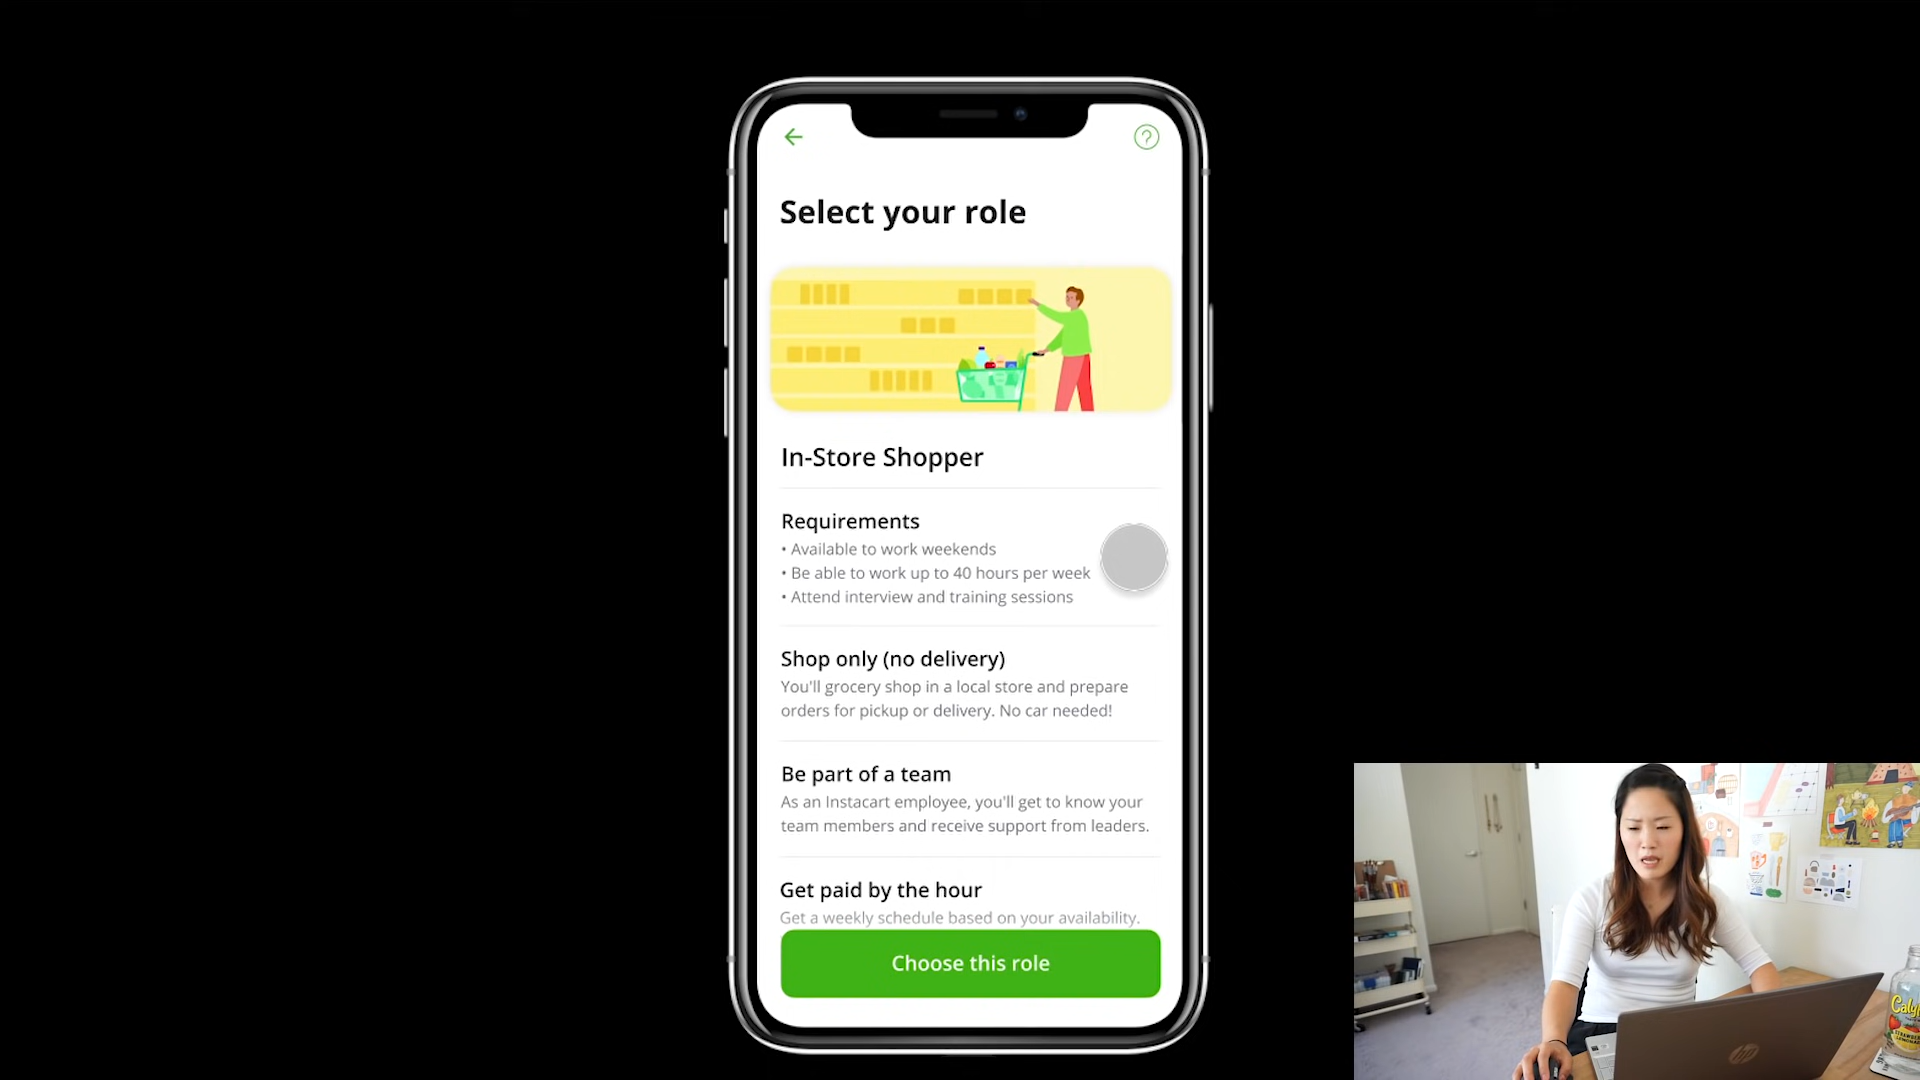 Select your role
In-Store Shopper
Requirements
• Available to work weekends
• Be able to work up to 40 hours per week
• Attend interview and training sessions
Shop only (no delivery)
You'll grocery shop in a local store and prepare
orders for pickup or delivery. No car needed!
Be part of a team
As an Instacart employee, you'll get to know your
team members and receive support from leaders.
Get paid by the hour
Get a weekly schedule based on your availability.
Choose this role
?
hp